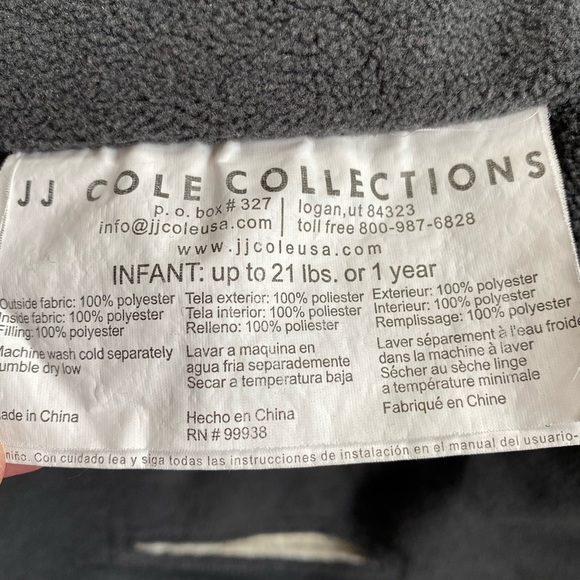 JJ COLE COLLECTIONS
p. o. box # 327 | logan, ut 84323
info@jjcoleusa.com | toll free 800-987-6828
www.jjcoleusa.com
INFANT: up to 21 lbs. or 1 year
Outside fabric: 100% polyester
Inside fabric: 100% polyester
Filling: 100% polyester
Machine wash cold separately
umble dry low
ade in China
Tela exterior: 100% poliester
Tela interior: 100% poliester
Relleno: 100% poliester
Lavar a maquina en
agua fria separademente
Secar a temperatura baja
Hecho en China
RN # 99938
Exterieur: 100% polyester
Interieur: 100% polyester
Remplissage: 100% polyester
Laver séparement à l'eau froide
dans la machine à laver
Sécher au sèche linge
a température minimale
Fabriqué en Chine
niño. Con cuidado lea y siga todas las instrucciones de instalación en el manual del usuario-